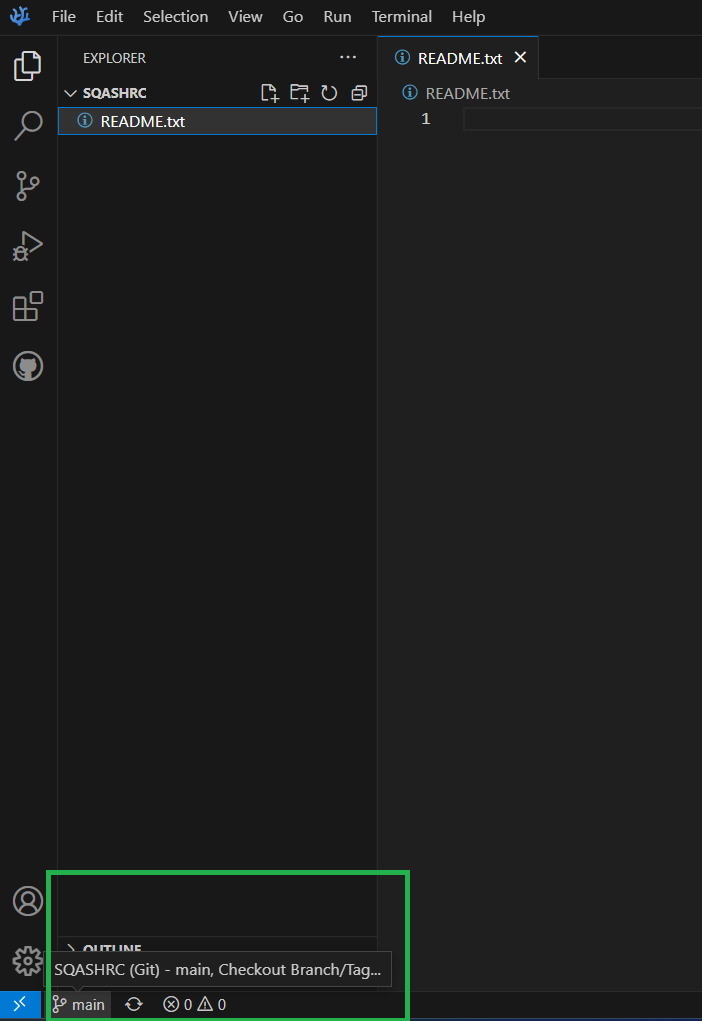 File Edit Selection View Go Run Terminal Help
EXPLORER
README.txt
SQASHRC
README.txt
README.txt
1
OUTLINE
SQASHRC (Git) - main, Checkout Branch/Tag...
main 0 0